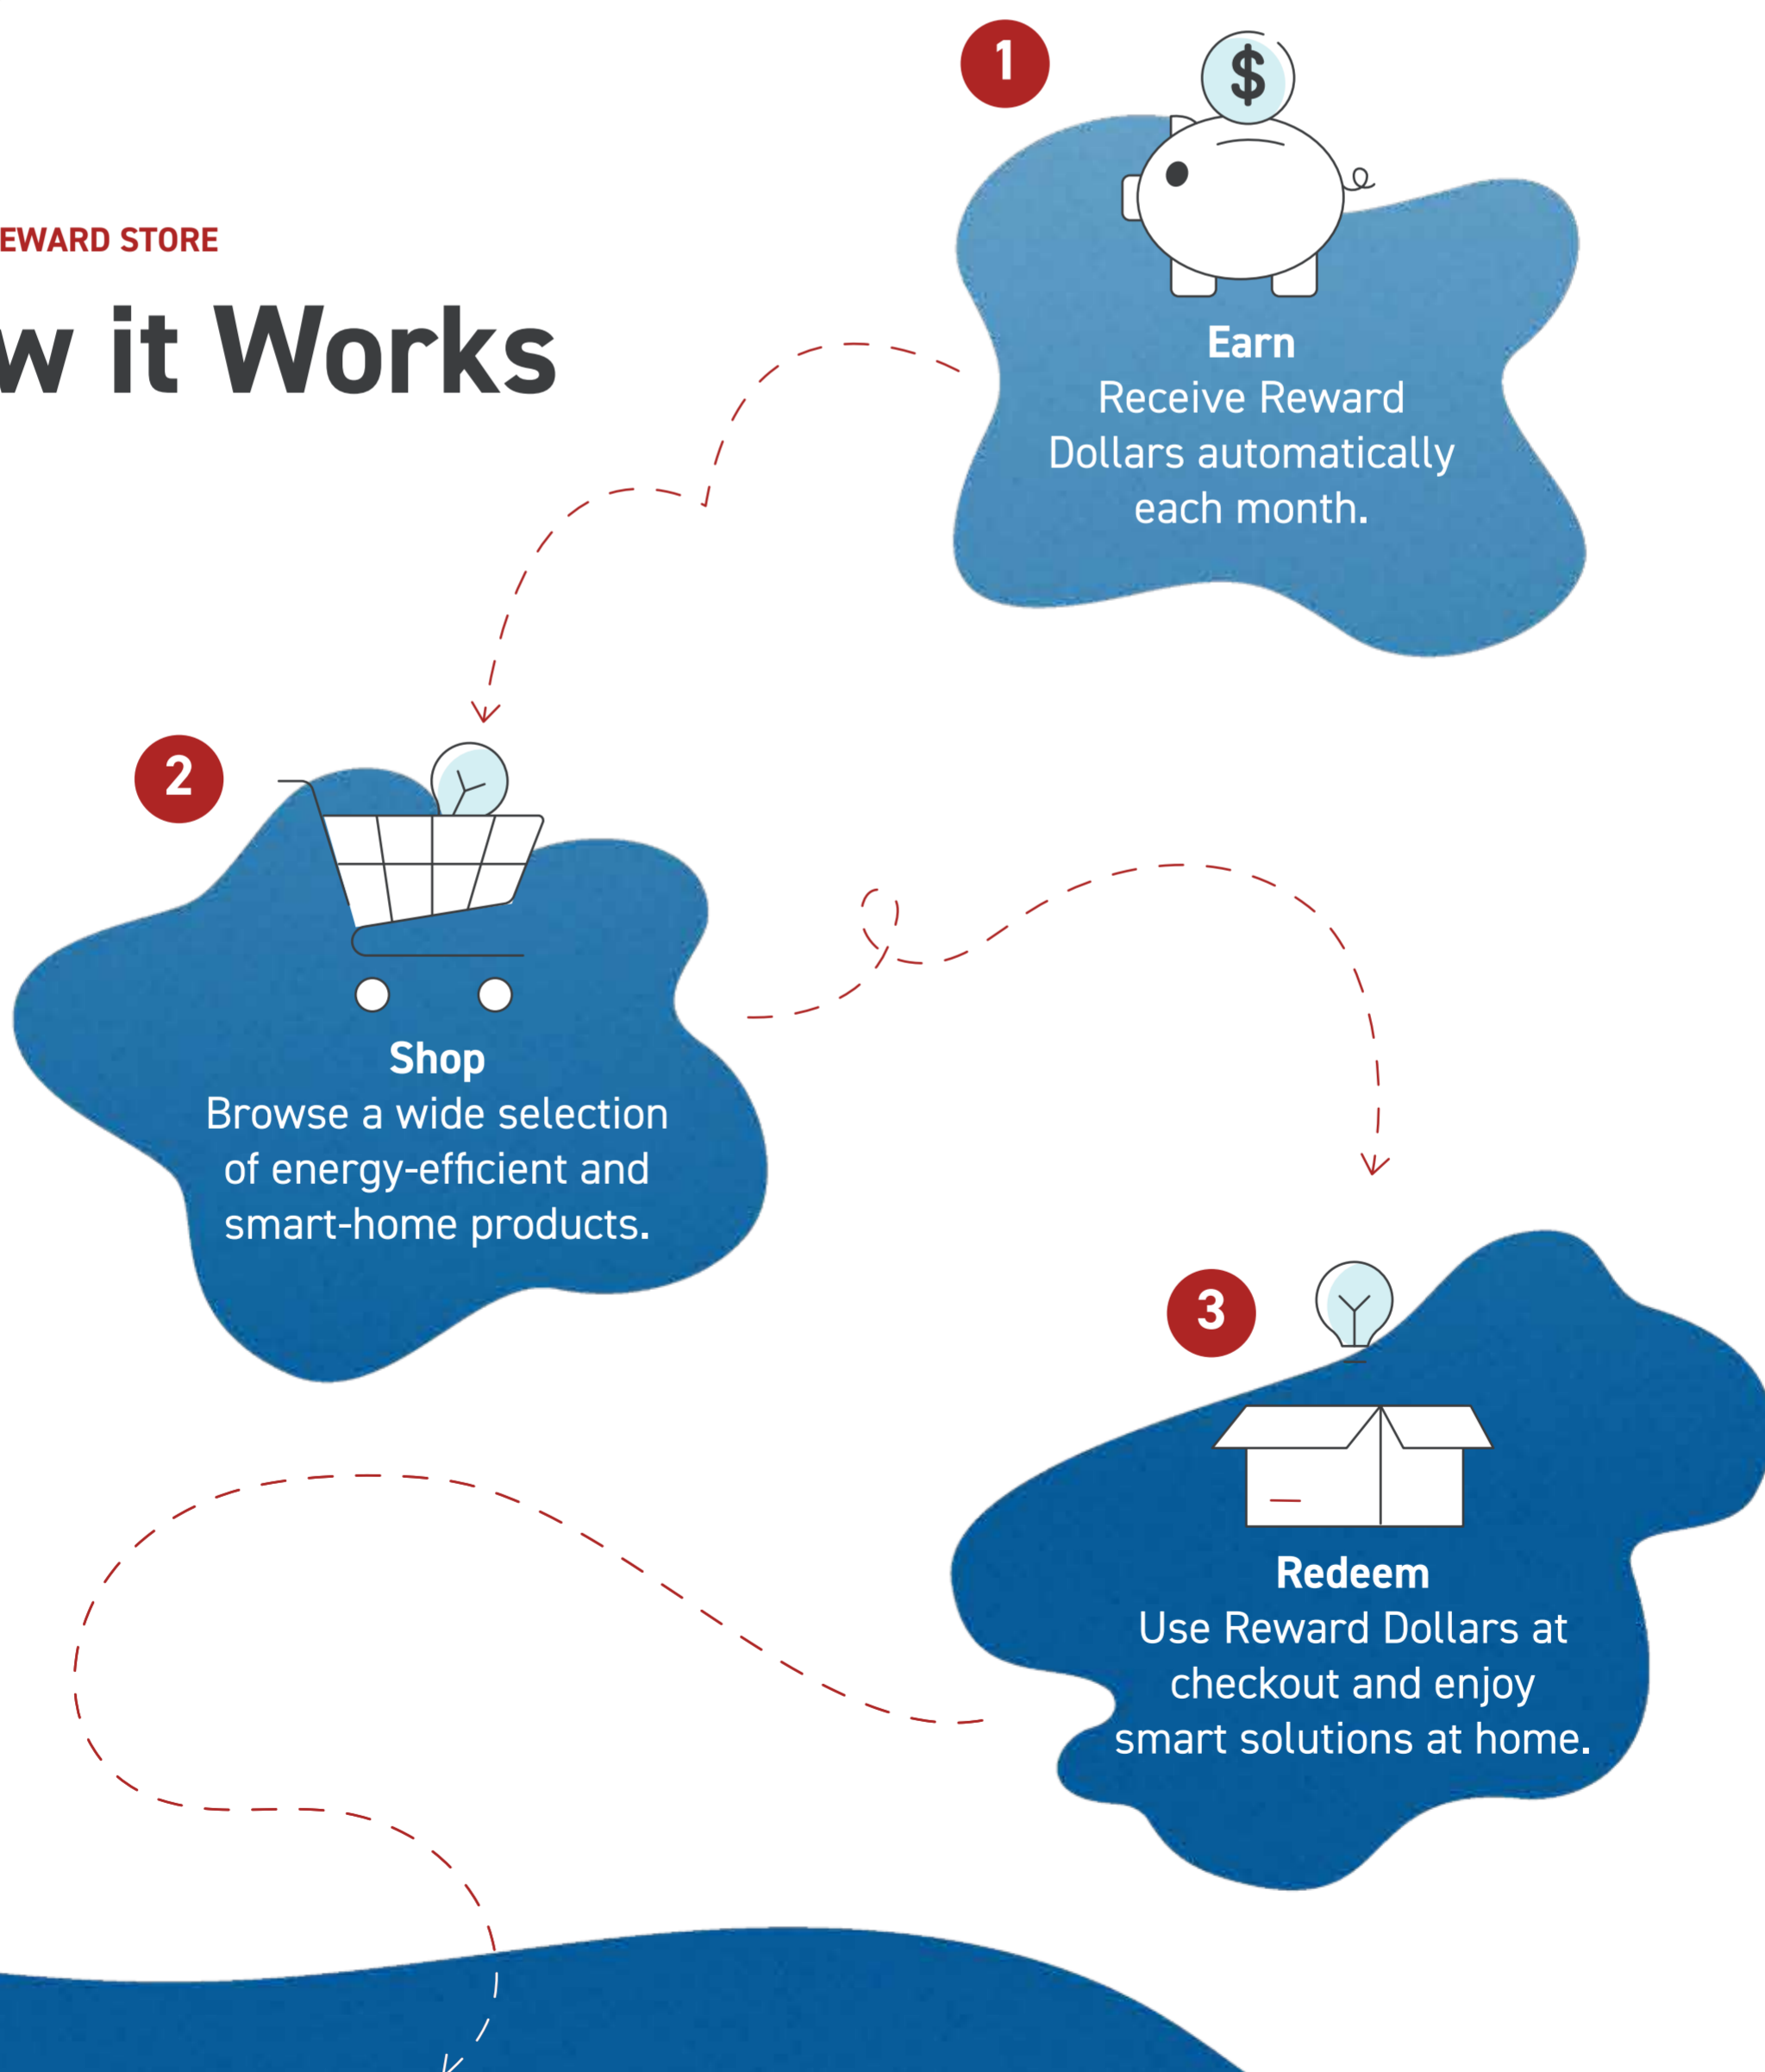 EWARD STORE
w it Works
1
$
Earn
Receive Reward
Dollars automatically
each month.
2
Shop
Browse a wide selection
of energy-efficient and
smart-home products.
3
Redeem
Use Reward Dollars at
checkout and enjoy
smart solutions at home.